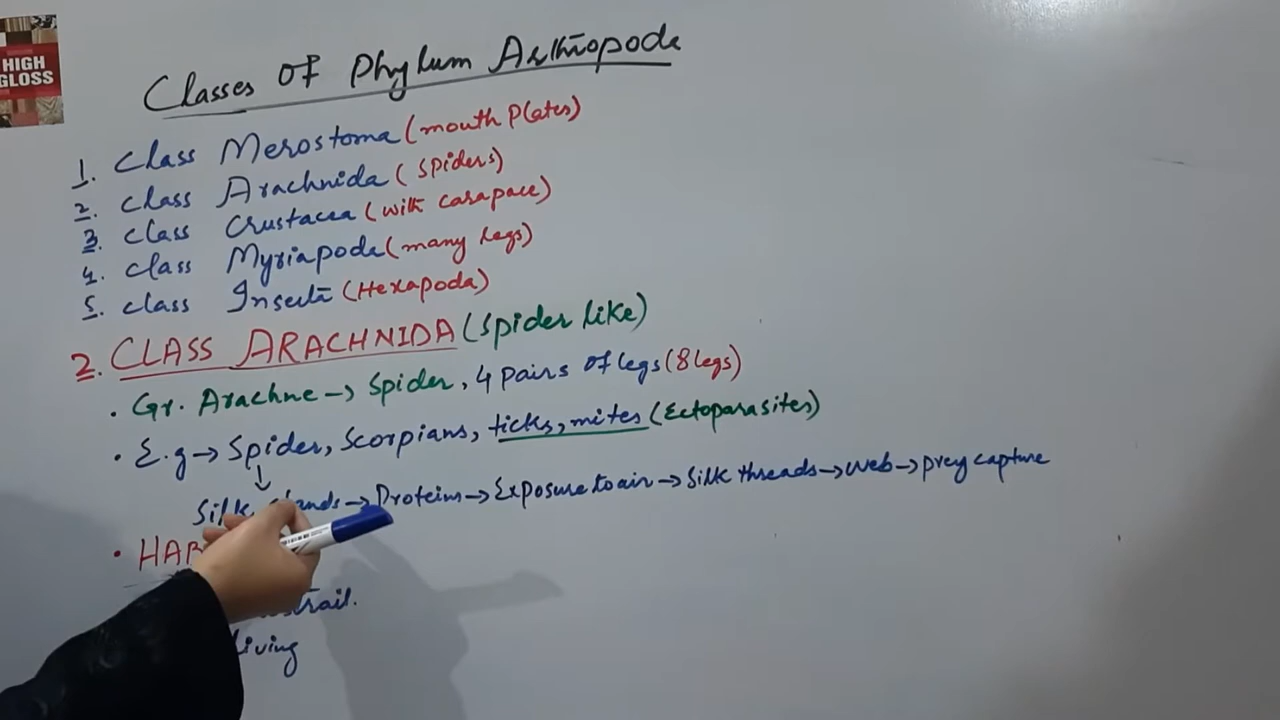 HIGH
GLOSS
Classes Of Phylum Arthropoda
1. Class Merostoma (mouth Plates)
2. Class Arachnida (Spiders)
3. Class Crustacea (with carapace)
4. Class Myriapoda (many legs)
5. Class Insecta (Hexapoda)
2. CLASS ARACHNIDA (Spider like)
• Gr. Arachne → Spider, 4 pairs of legs (8 legs)
• E.g → Spider, Scorpians, ticks, mites (Ectoparasites)
↓
Silk → Proteins → Exposure to air → Silk threads → Web → prey capture
•
living